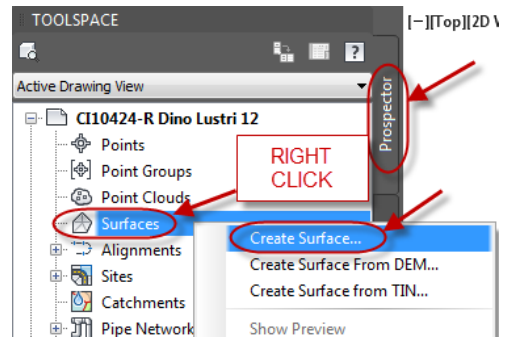 TOOLSPACE
[−][Top][2D
Active Drawing View
Prospector
CI10424-R Dino Lustri 12
Points
Point Groups
RIGHT
CLICK
Point Clouds
Surfaces
Create Surface...
Alignments
Create Surface From DEM...
Sites
Create Surface from TIN...
Catchments
Pipe Network
Show Preview